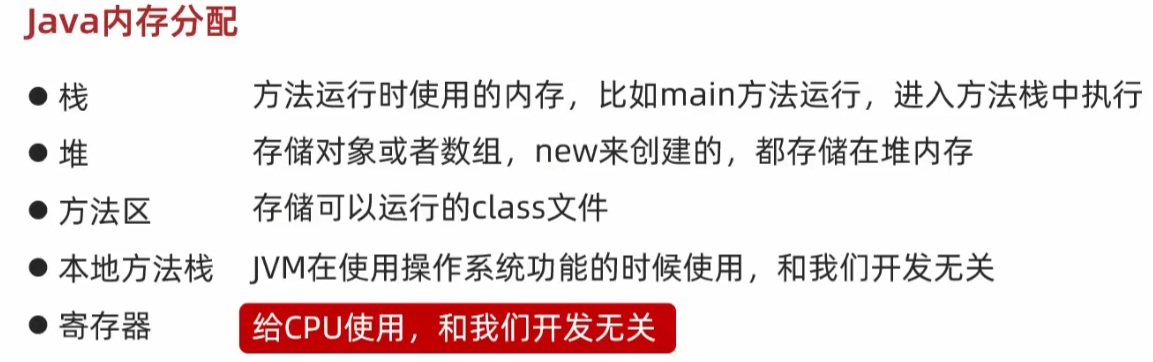 Java内存分配
● 栈 方法运行时使用的内存，比如main方法运行，进入方法栈中执行
● 堆 存储对象或者数组，new来创建的，都存储在堆内存
● 方法区 存储可以运行的class文件
● 本地方法栈 JVM在使用操作系统功能的时候使用，和我们开发无关
● 寄存器 给CPU使用，和我们开发无关